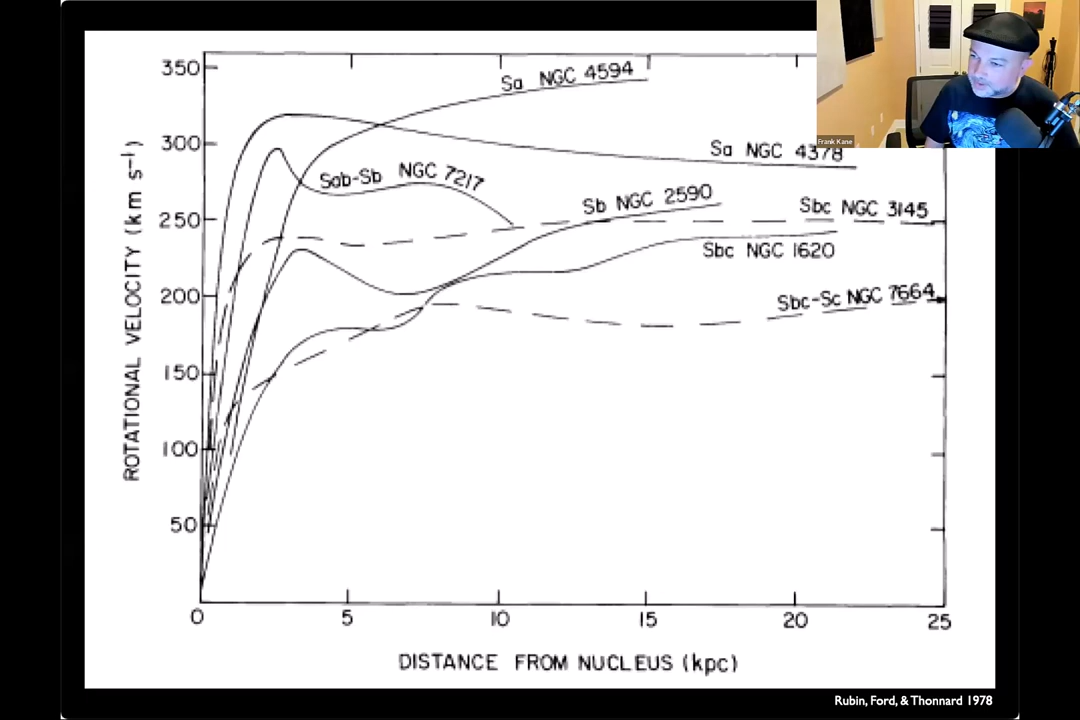 350
300
250
200
150
100
50
ROTATIONAL VELOCITY (km s⁻¹)
Sa NGC 4594
Sa NGC 4378
Sab-Sb NGC 7217
Sb NGC 2590
Sbc NGC 3145
Sbc NGC 1620
Sbc-Sc NGC 7664
0 5 10 15 20 25
DISTANCE FROM NUCLEUS (kpc)
Frank Kane
Rubin, Ford, & Thonnard 1978